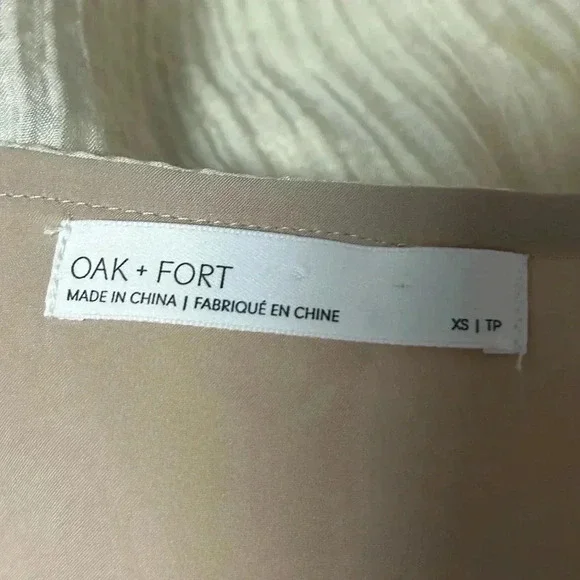 OAK + FORT
MADE IN CHINA | FABRIQUÉ EN CHINE
XS | TP